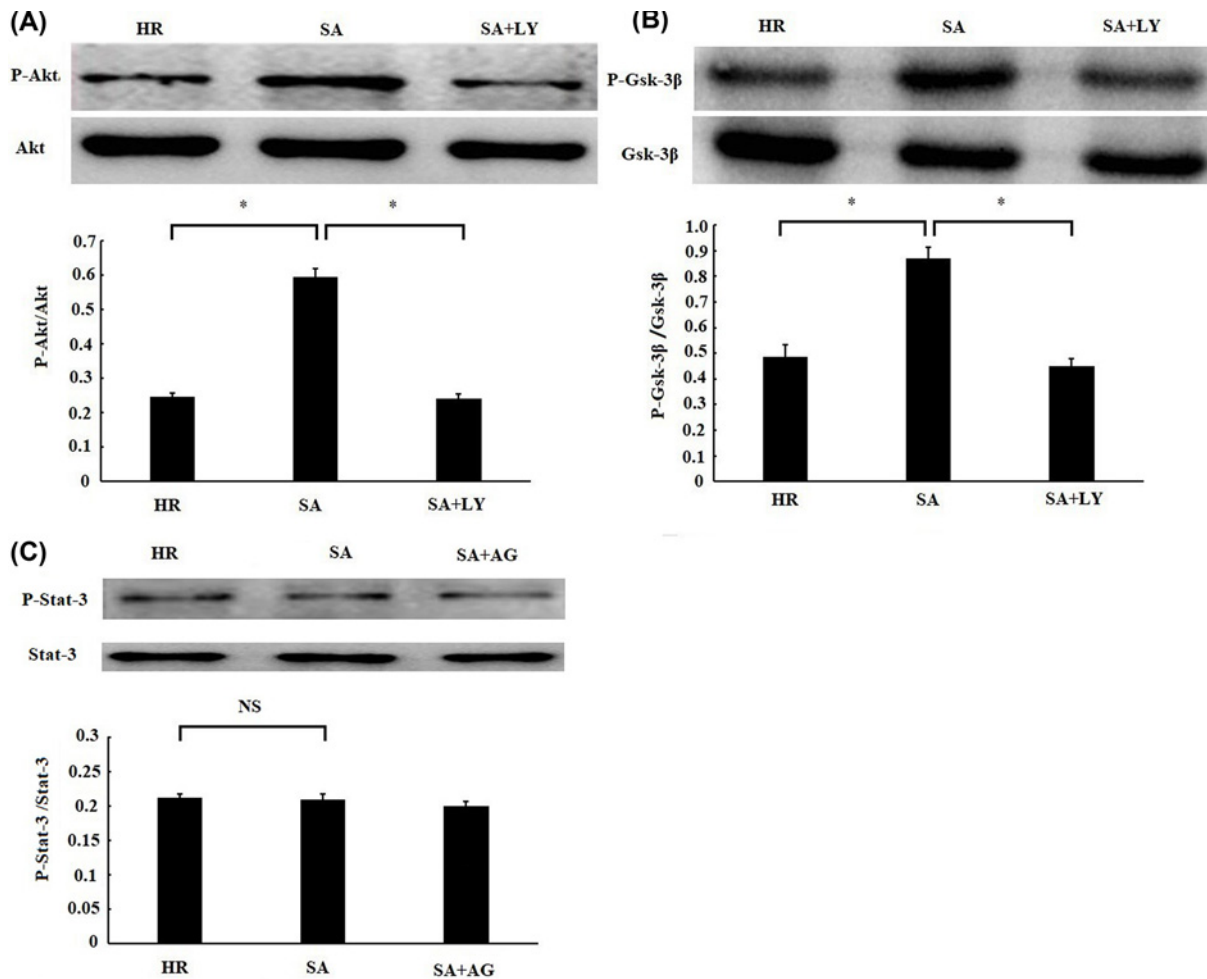 (A)
HR SA SA+LY
P-Akt
Akt
* *
0.7
0.6
0.5
0.4
0.3
0.2
0.1
0
P-Akt/Akt
HR SA SA+LY
(B)
HR SA SA+LY
P-Gsk-3β
Gsk-3β
* *
1.0
0.9
0.8
0.7
0.6
0.5
0.4
0.3
0.2
0.1
0
P-Gsk-3β /Gsk-3β
HR SA SA+LY
(C)
HR SA SA+AG
P-Stat-3
Stat-3
NS
0.3
0.25
0.2
0.15
0.1
0.05
0
P-Stat-3 /Stat-3
HR SA SA+AG